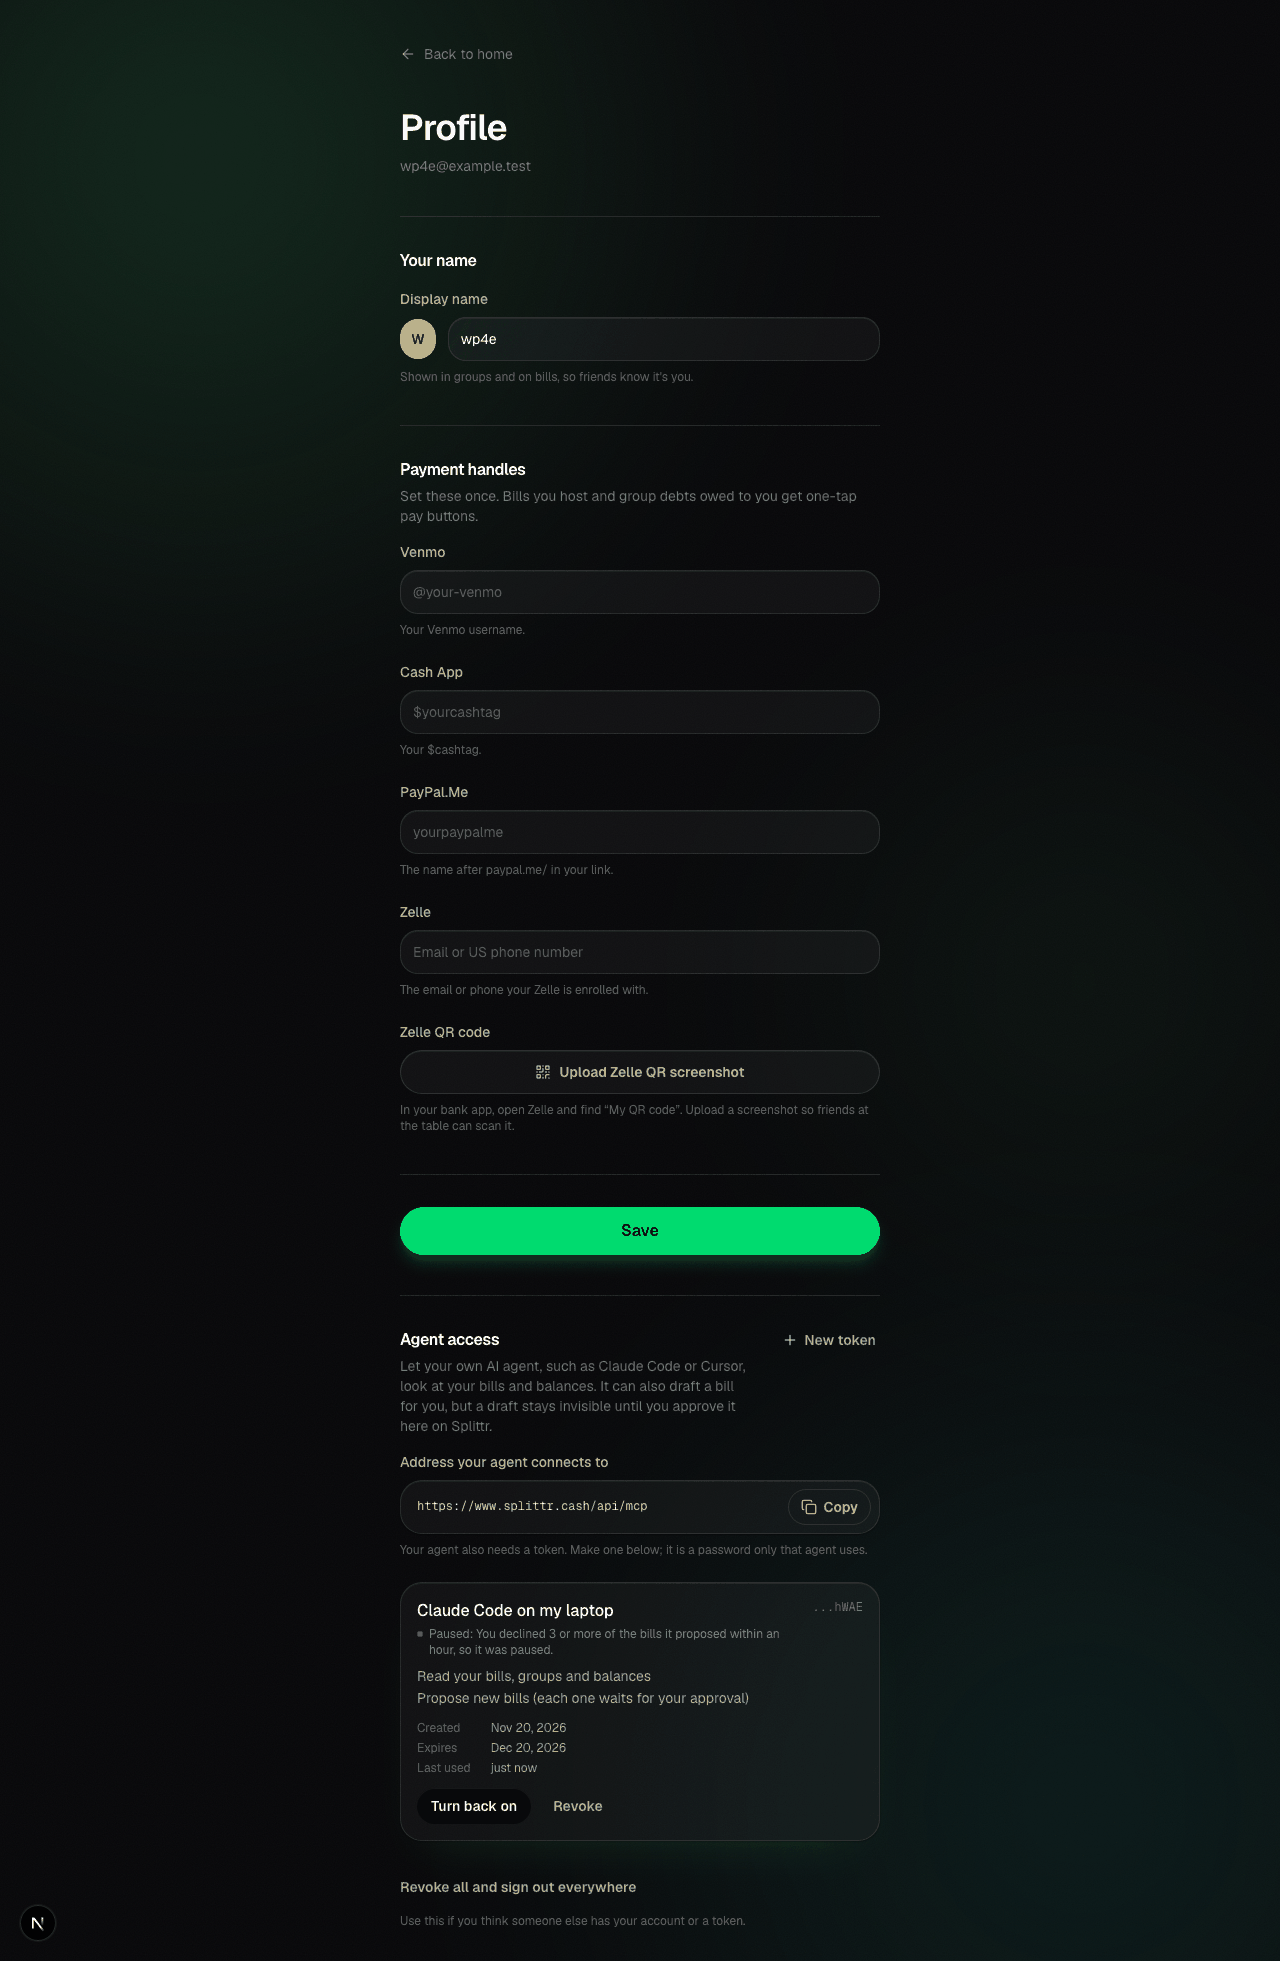 Back to home
Profile
wp4e@example.test
Your name
Display name
W
wp4e
Shown in groups and on bills, so friends know it's you.
Payment handles
Set these once. Bills you host and group debts owed to you get one-tap
pay buttons.
Venmo
@your-venmo
Your Venmo username.
Cash App
$yourcashtag
Your $cashtag.
PayPal.Me
yourpaypalme
The name after paypal.me/ in your link.
Zelle
Email or US phone number
The email or phone your Zelle is enrolled with.
Zelle QR code
Upload Zelle QR screenshot
In your bank app, open Zelle and find “My QR code”. Upload a screenshot so friends at
the table can scan it.
Save
Agent access
New token
Let your own AI agent, such as Claude Code or Cursor,
look at your bills and balances. It can also draft a bill
for you, but a draft stays invisible until you approve it
here on Splittr.
Address your agent connects to
https://www.splittr.cash/api/mcp
Copy
Your agent also needs a token. Make one below; it is a password only that agent uses.
Claude Code on my laptop
...hWAE
Paused: You declined 3 or more of the bills it proposed within an
hour, so it was paused.
Read your bills, groups and balances
Propose new bills (each one waits for your approval)
Created Nov 20, 2026
Expires Dec 20, 2026
Last used just now
Turn back on
Revoke
Revoke all and sign out everywhere
N
Use this if you think someone else has your account or a token.